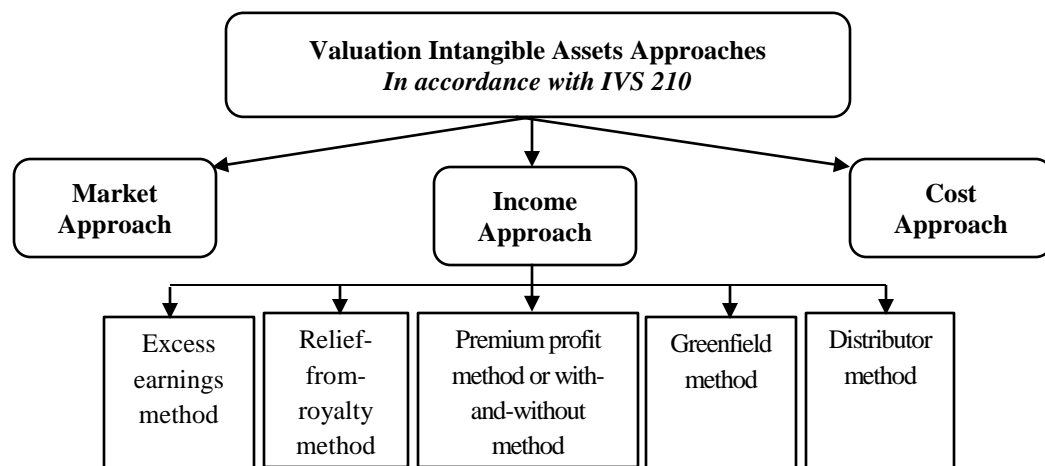 Valuation Intangible Assets Approaches
In accordance with IVS 210
Market
Approach
Income
Approach
Cost
Approach
Excess
earnings
method
Relief-
from-
royalty
method
Premium profit
method or with-
and-without
method
Greenfield
method
Distributor
method